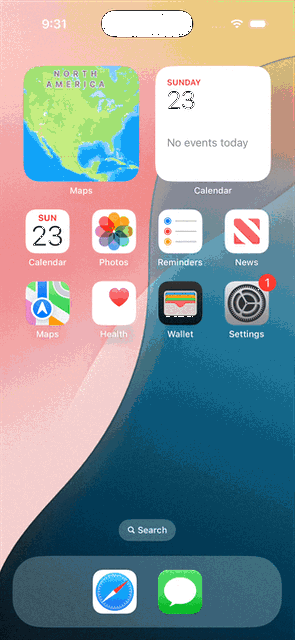 9:31
NORTH
AMERICA
Maps
SUNDAY
23
No events today
Calendar
SUN
23
Calendar
Photos
Reminders
News
Maps
Health
Wallet
1
Settings
Search